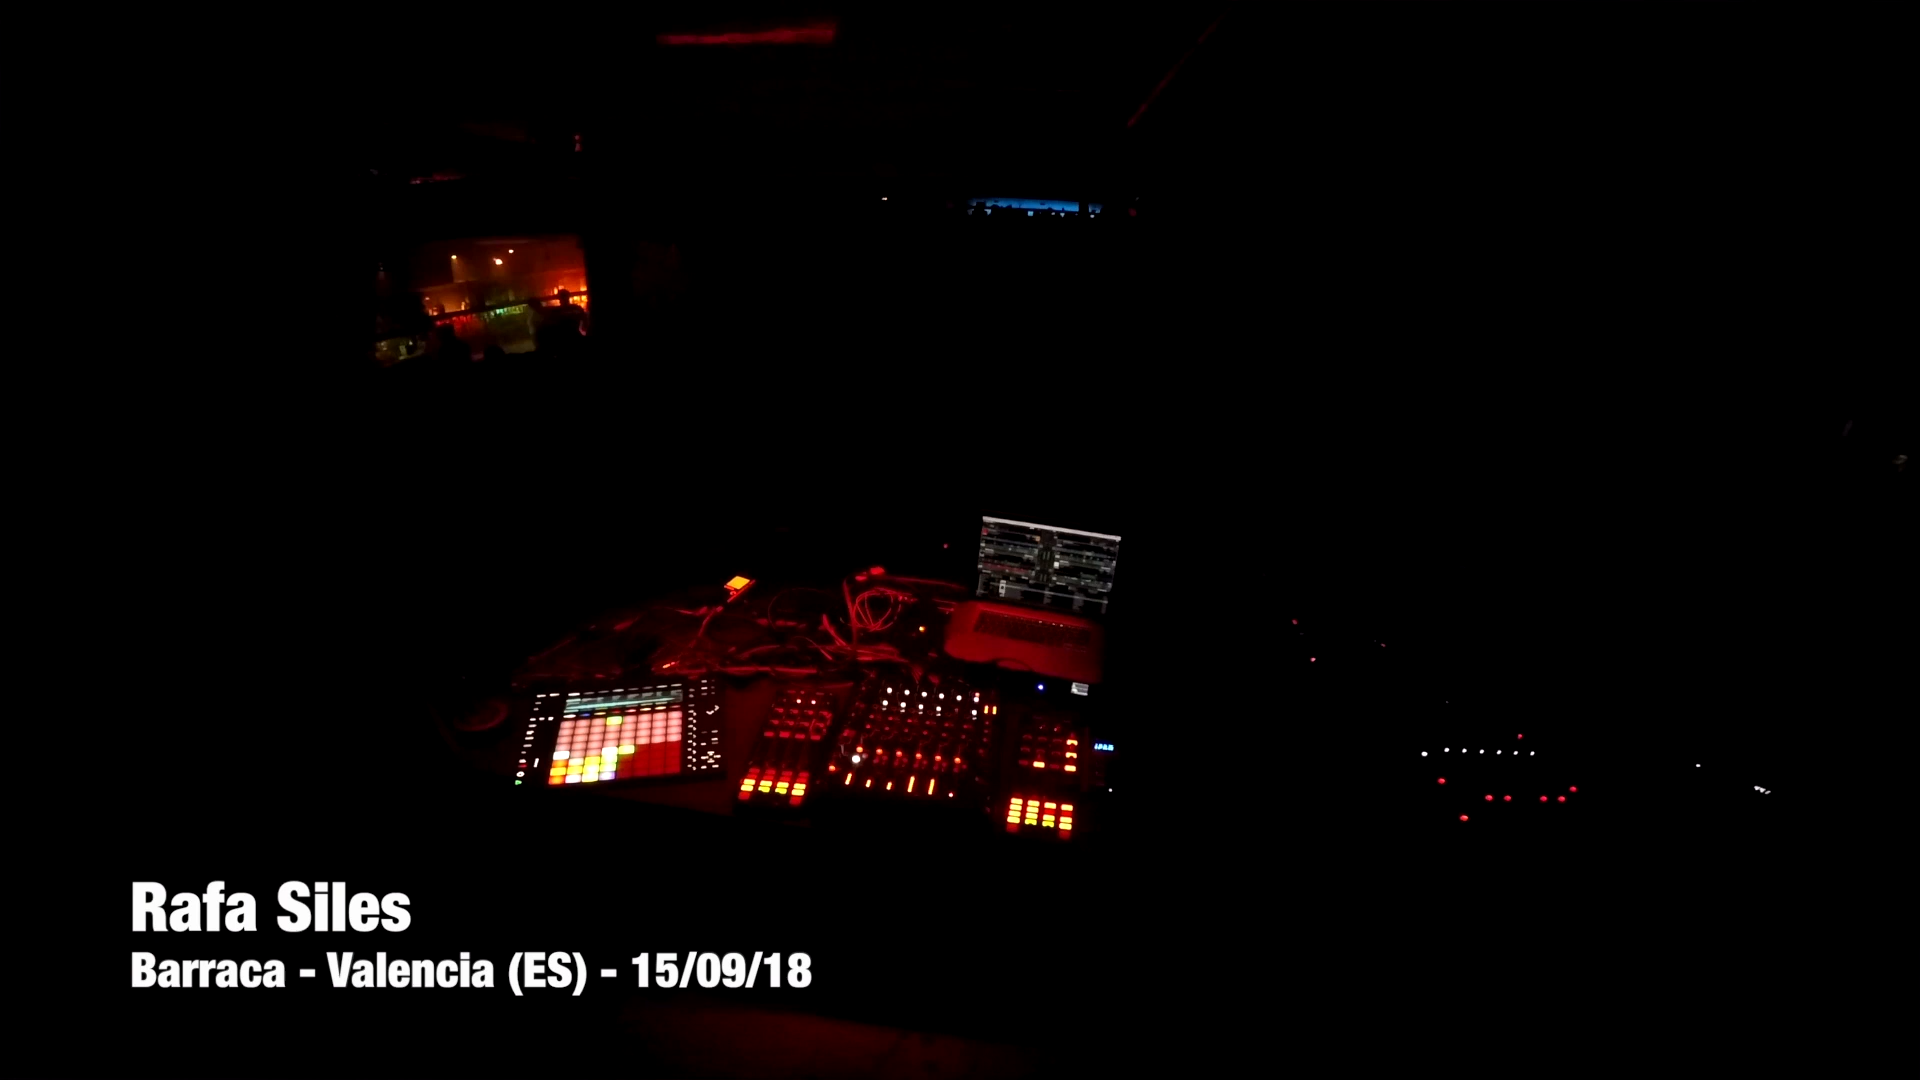 Rafa Siles
Barraca - Valencia (ES) - 15/09/18